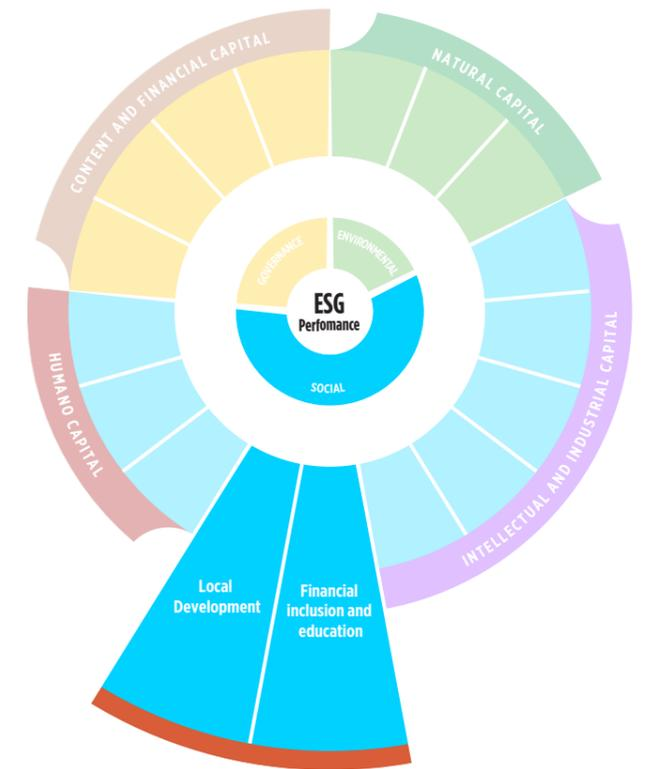 CONTENT AND FINANCIAL CAPITAL
NATURAL CAPITAL
GOVERNANCE
ENVIRONMENTAL
ESG
Perfomance
SOCIAL
HUMANO CAPITAL
INTELLECTUAL AND INDUSTRIAL CAPITAL
Local
Development
Financial
inclusion and
education